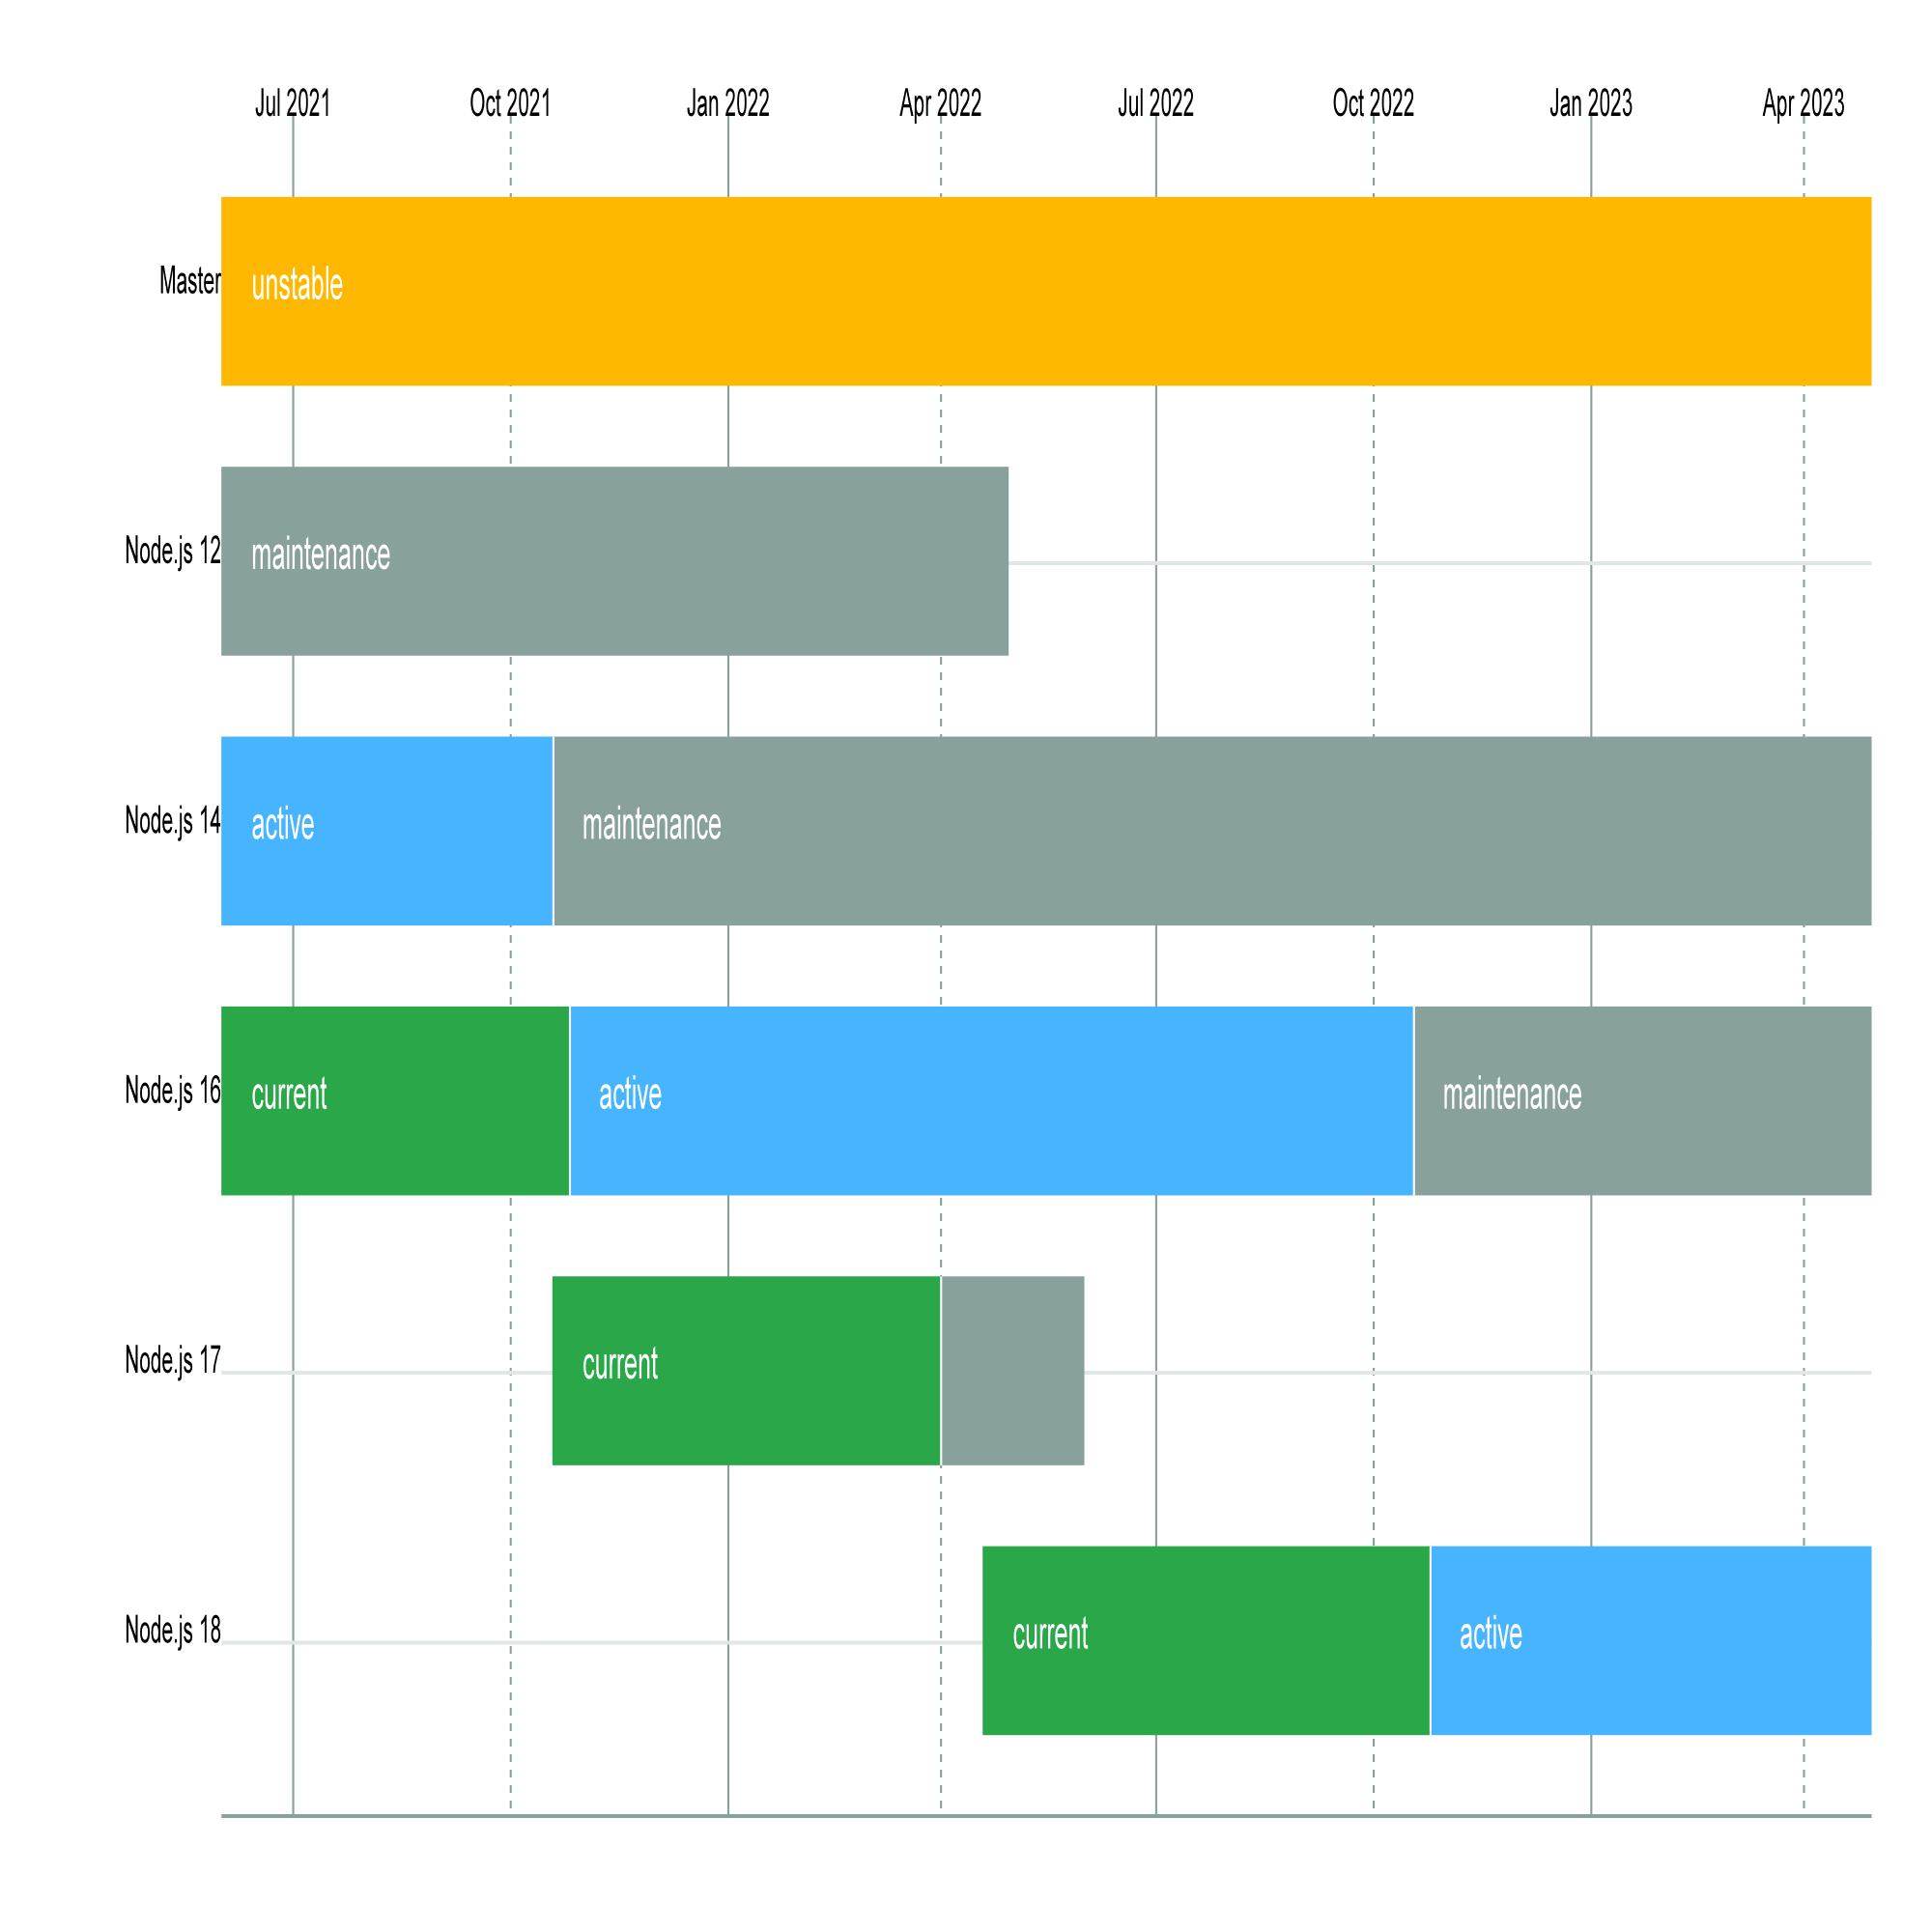 Jul 2021 Oct 2021 Jan 2022 Apr 2022 Jul 2022 Oct 2022 Jan 2023 Apr 2023
Master unstable
Node.js 12 maintenance
Node.js 14 active maintenance
Node.js 16 current active maintenance
Node.js 17 current
Node.js 18 current active